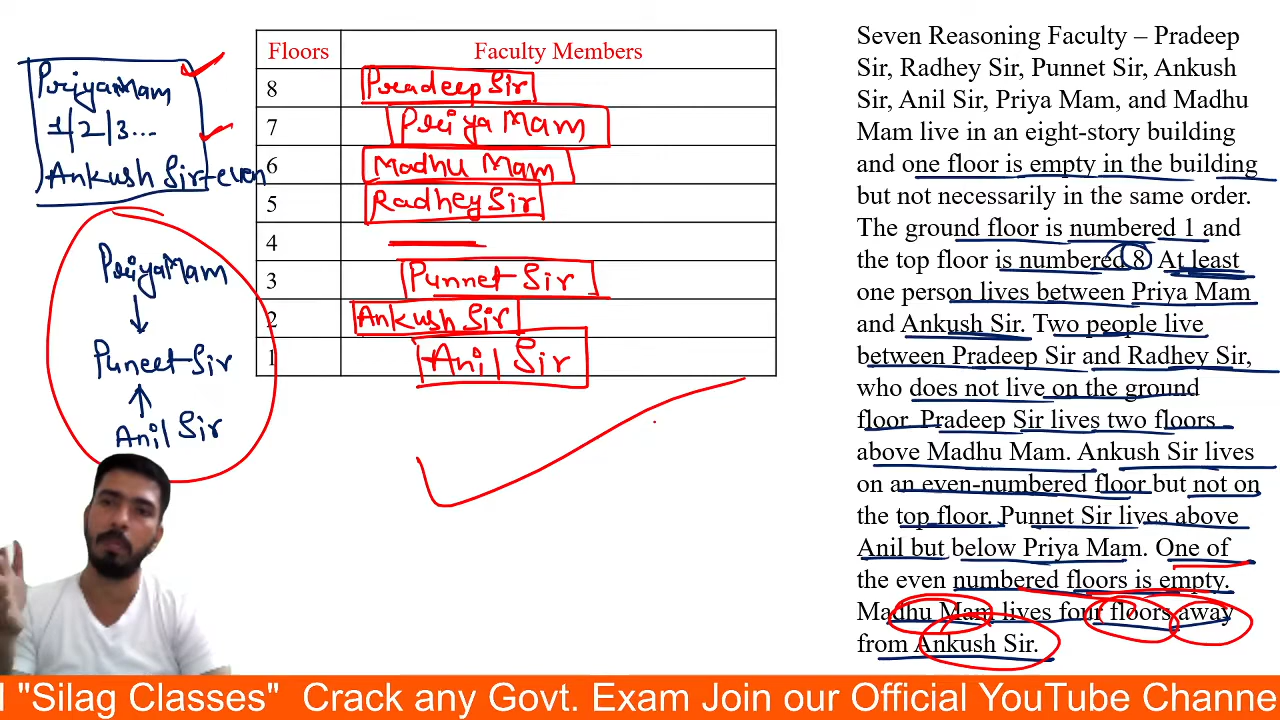 PriyaMam
1/2/3...
Ankush Sir-even
PriyaMam
Puneet Sir
Anil Sir
Floors Faculty Members
8 Pradeep Sir
7 Priya Mam
6 Madhu Mam
5 Radhey Sir
4
3 Punnet Sir
2 Ankush Sir
1 Anil Sir
Seven Reasoning Faculty – Pradeep
Sir, Radhey Sir, Punnet Sir, Ankush
Sir, Anil Sir, Priya Mam, and Madhu
Mam live in an eight-story building
and one floor is empty in the building
but not necessarily in the same order.
The ground floor is numbered 1 and
the top floor is numbered 8. At least
one person lives between Priya Mam
and Ankush Sir. Two people live
between Pradeep Sir and Radhey Sir,
who does not live on the ground
floor. Pradeep Sir lives two floors
above Madhu Mam. Ankush Sir lives
on an even-numbered floor but not on
the top floor. Punnet Sir lives above
Anil but below Priya Mam. One of
the even numbered floors is empty.
Madhu Mam lives four floors away
from Ankush Sir.
l "Silag Classes" Crack any Govt. Exam Join our Official YouTube Channe